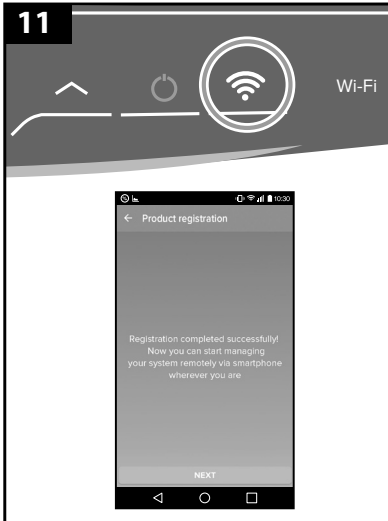 11
Wi-Fi
10:30
Product registration
Registration completed successfully!
Now you can start managing
your system remotely via smartphone
wherever you are
NEXT